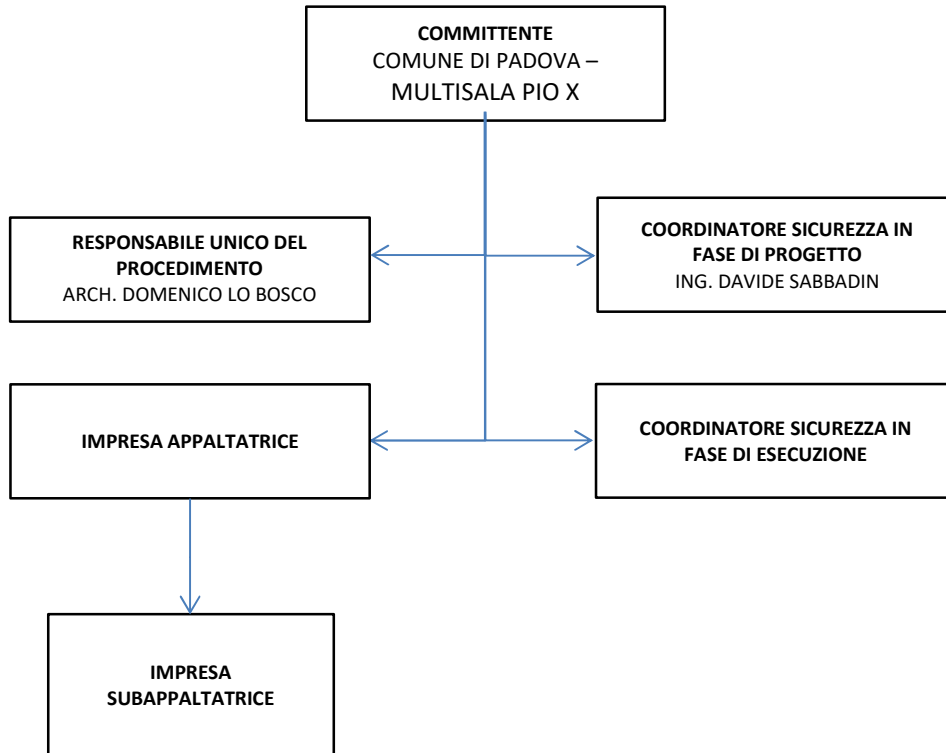 COMMITTENTE
COMUNE DI PADOVA –
MULTISALA PIO X
RESPONSABILE UNICO DEL
PROCEDIMENTO
ARCH. DOMENICO LO BOSCO
COORDINATORE SICUREZZA IN
FASE DI PROGETTO
ING. DAVIDE SABBADIN
IMPRESA APPALTATRICE
COORDINATORE SICUREZZA IN
FASE DI ESECUZIONE
IMPRESA
SUBAPPALTATRICE